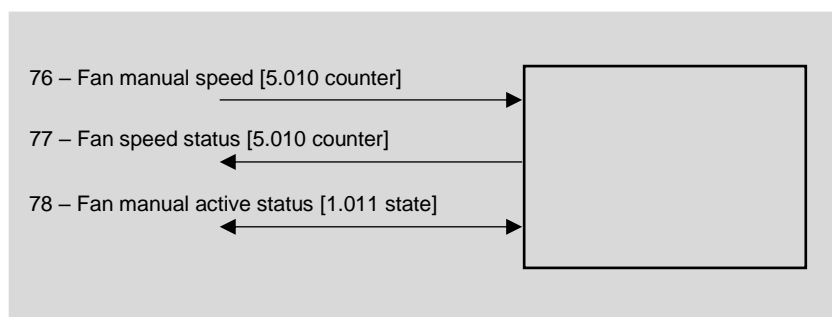 76 – Fan manual speed [5.010 counter]
77 – Fan speed status [5.010 counter]
78 – Fan manual active status [1.011 state]